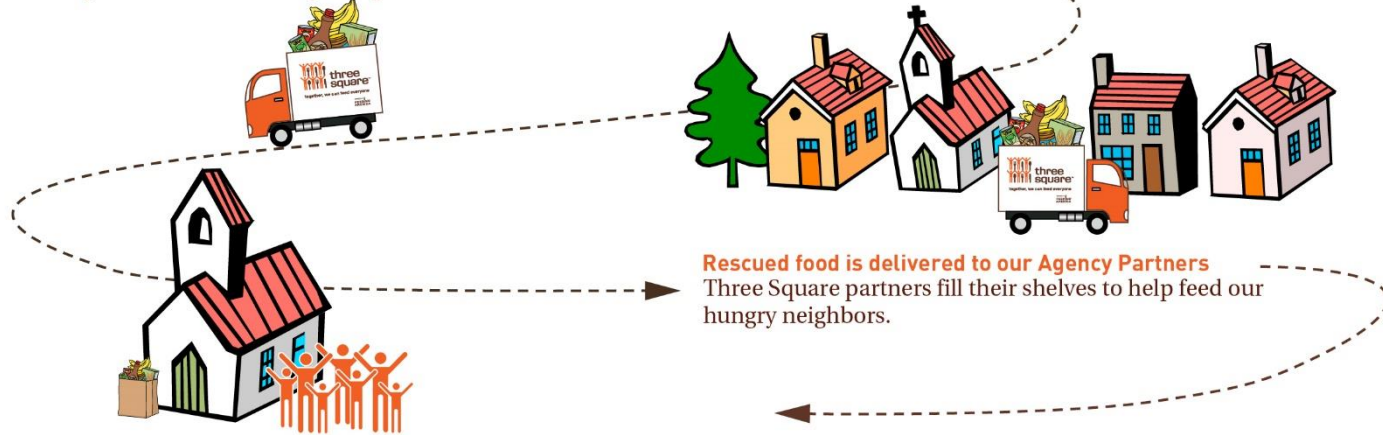 three
square
together, we can feed everyone
three
square
together, we can feed everyone
Rescued food is delivered to our Agency Partners
Three Square partners fill their shelves to help feed our
hungry neighbors.